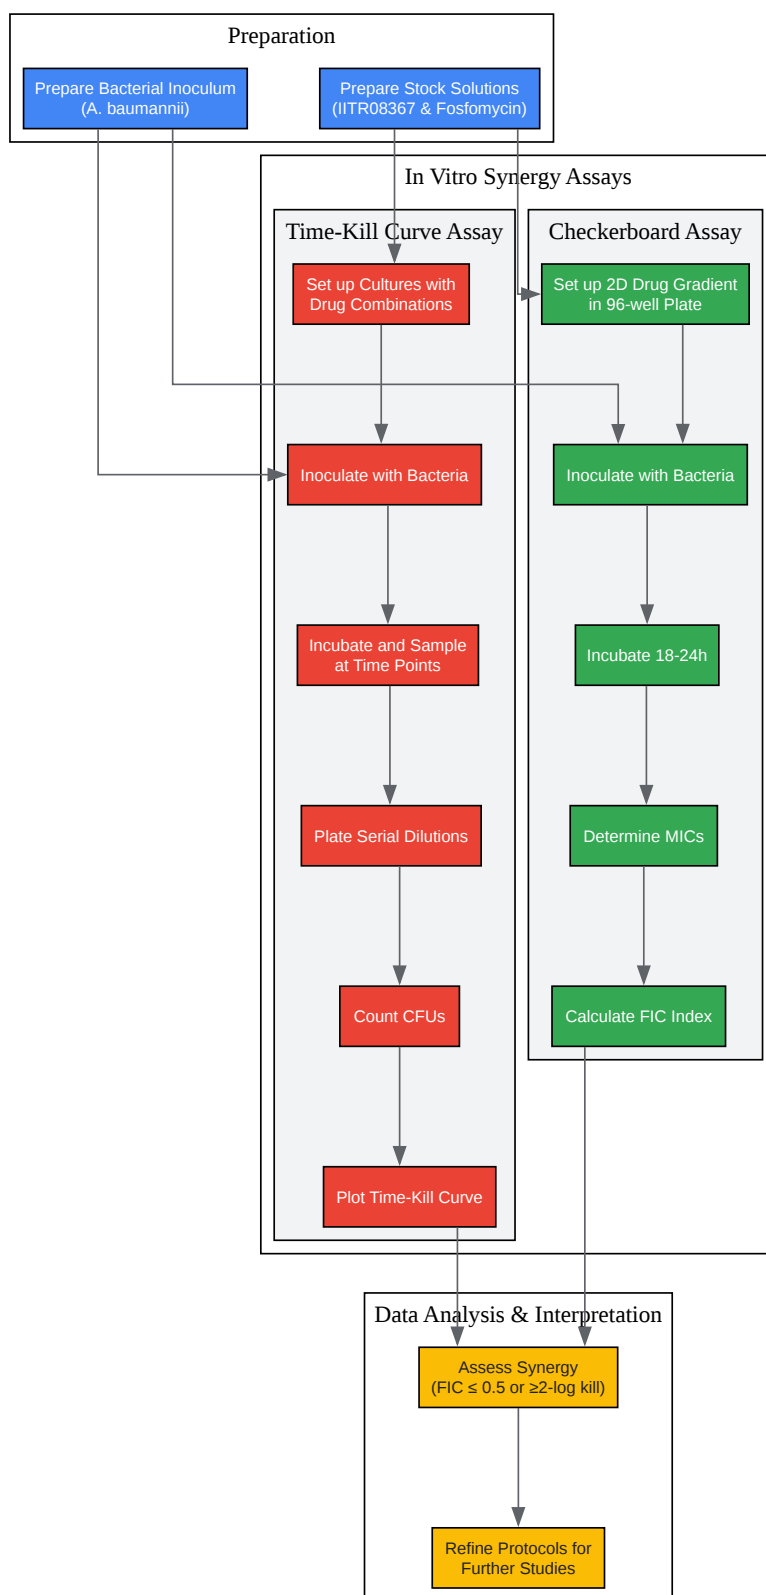 Preparation
Prepare Bacterial Inoculum
(A. baumannii)
Prepare Stock Solutions
(IITR08367 & Fosfomycin)
In Vitro Synergy Assays
Time-Kill Curve Assay
Set up Cultures with
Drug Combinations
Inoculate with Bacteria
Incubate and Sample
at Time Points
Plate Serial Dilutions
Count CFUs
Plot Time-Kill Curve
Checkerboard Assay
Set up 2D Drug Gradient
in 96-well Plate
Inoculate with Bacteria
Incubate 18-24h
Determine MICs
Calculate FIC Index
Data Analysis & Interpretation
Assess Synergy
(FIC ≤ 0.5 or ≥2-log kill)
Refine Protocols for
Further Studies